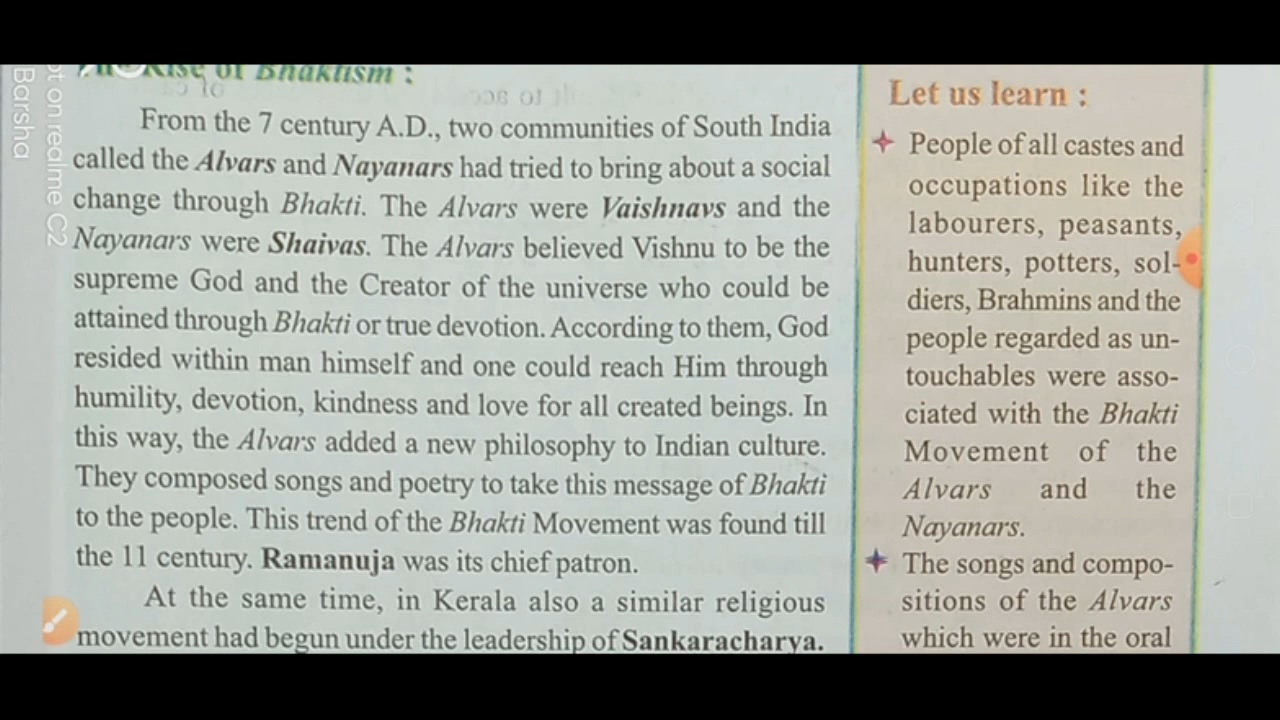 The Rise of Bhaktism :
From the 7 century A.D., two communities of South India
called the Alvars and Nayanars had tried to bring about a social
change through Bhakti. The Alvars were Vaishnavs and the
Nayanars were Shaivas. The Alvars believed Vishnu to be the
supreme God and the Creator of the universe who could be
attained through Bhakti or true devotion. According to them, God
resided within man himself and one could reach Him through
humility, devotion, kindness and love for all created beings. In
this way, the Alvars added a new philosophy to Indian culture.
They composed songs and poetry to take this message of Bhakti
to the people. This trend of the Bhakti Movement was found till
the 11 century. Ramanuja was its chief patron.
At the same time, in Kerala also a similar religious
movement had begun under the leadership of Sankaracharya.
Let us learn :
People of all castes and
occupations like the
labourers, peasants,
hunters, potters, sol-
diers, Brahmins and the
people regarded as un-
touchables were asso-
ciated with the Bhakti
Movement of the
Alvars and the
Nayanars.
The songs and compo-
sitions of the Alvars
which were in the oral
ot on realme C2
Barsha